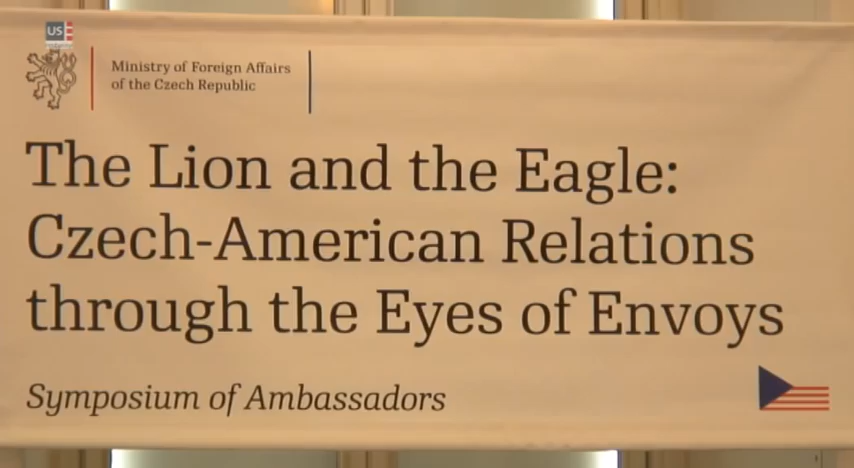 US
Ministry of Foreign Affairs
of the Czech Republic
The Lion and the Eagle:
Czech-American Relations
through the Eyes of Envoys
Symposium of Ambassadors